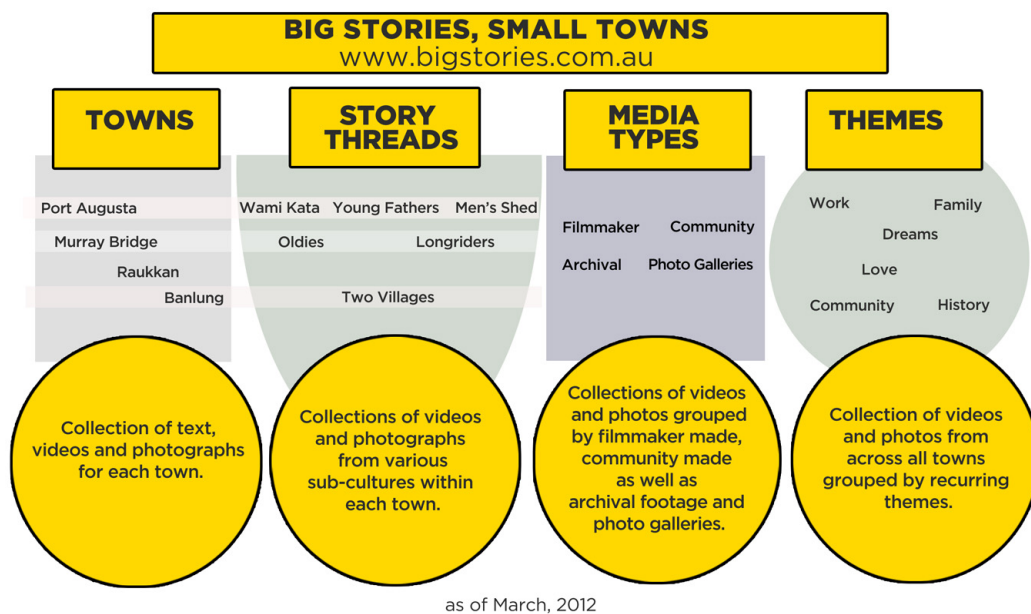 BIG STORIES, SMALL TOWNS
www.bigstories.com.au
TOWNS
Port Augusta
Murray Bridge
Raukkan
Banlung
Collection of text,
videos and photographs
for each town.
STORY
THREADS
Wami Kata Young Fathers Men's Shed
Oldies Longriders
Two Villages
Collections of videos
and photographs
from various
sub-cultures within
each town.
MEDIA
TYPES
Filmmaker Community
Archival Photo Galleries
Collections of videos
and photos grouped
by filmmaker made,
community made
as well as
archival footage and
photo galleries.
THEMES
Work Family
Dreams
Love
Community History
Collection of videos
and photos from
across all towns
grouped by recurring
themes.
as of March, 2012